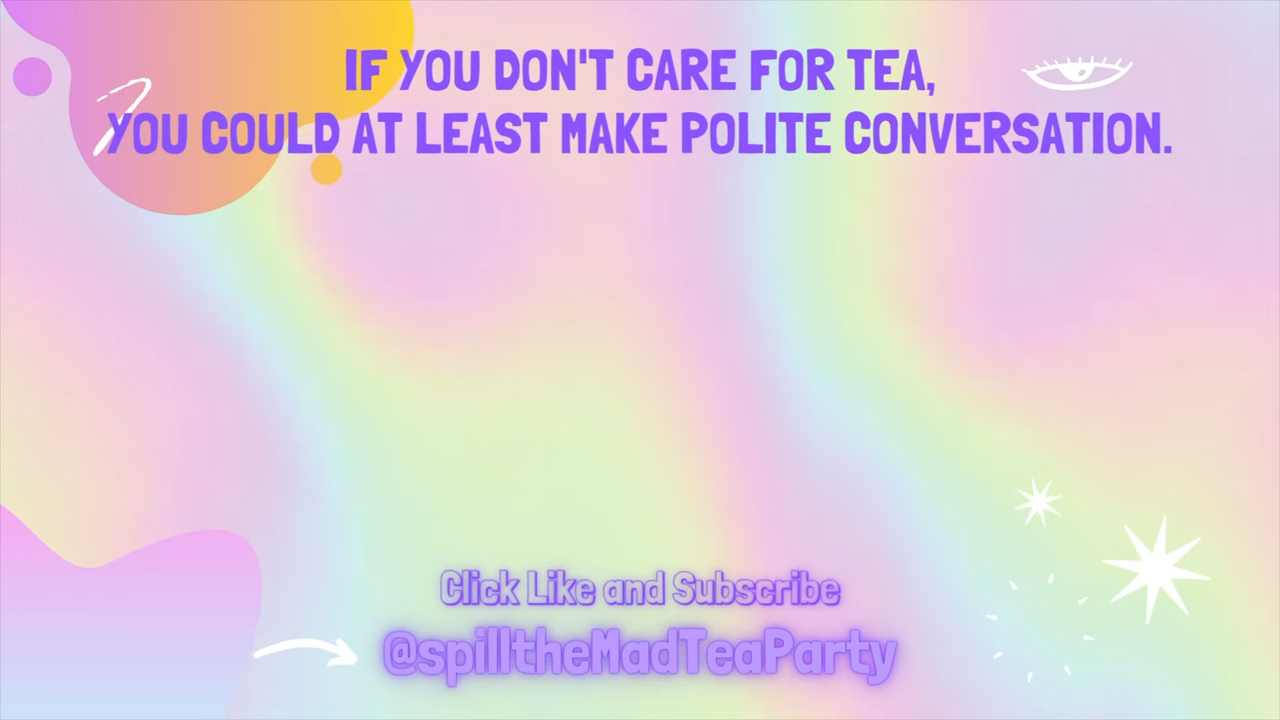 IF YOU DON'T CARE FOR TEA,
YOU COULD AT LEAST MAKE POLITE CONVERSATION.
Click Like and Subscribe
@spilltheMadTeaParty